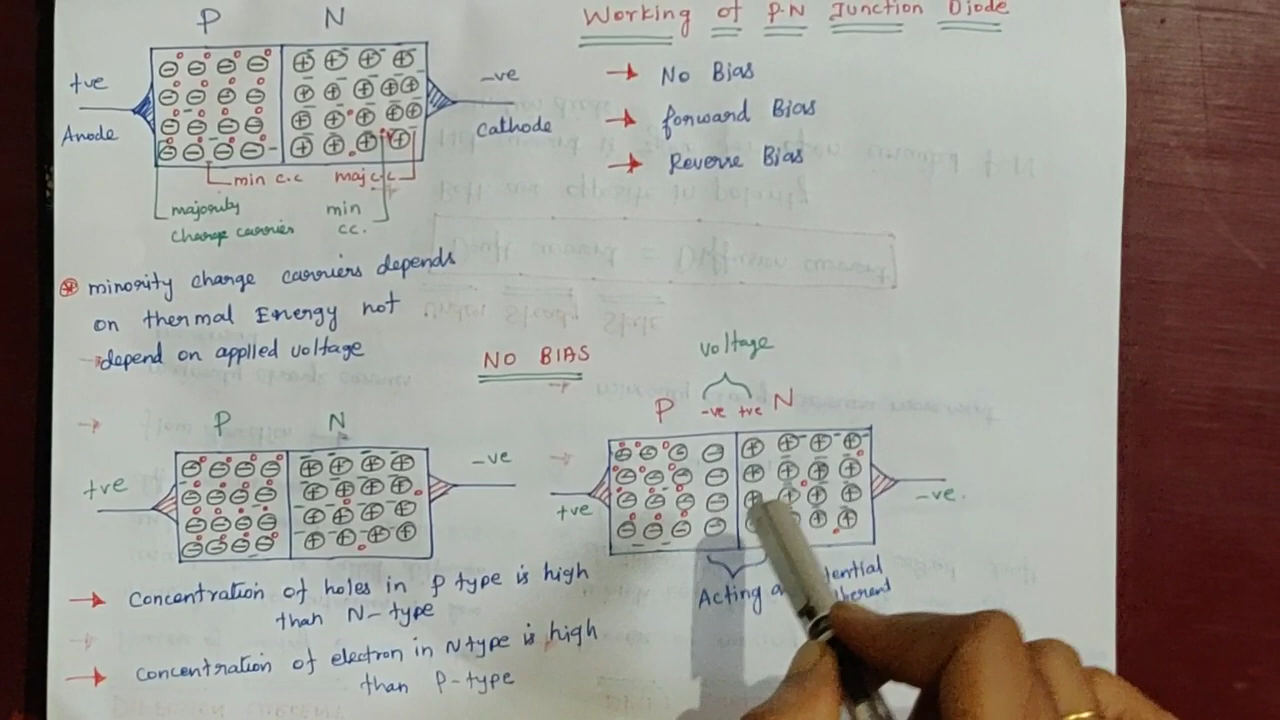 Working of P-N Junction Diode
P N
+ve
Anode
-ve
Cathode
min c.c maj c.c
majority
charge carrier
min
cc.
→ No Bias
→ forward Bias
→ Reverse Bias
minority charge carriers depends
on thermal Energy not
depend on applied voltage
NO BIAS
P N
+ve
-ve
voltage
P -ve +ve N
+ve
-ve.
Acting
→ Concentration of holes in P type is high
than N-type
→ Concentration of electron in N type is high
than P-type